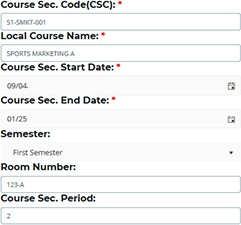 Course Sec. Code(CSC): *
S1-SMKT-001
Local Course Name: *
SPORTS MARKETING A
Course Sec. Start Date: *
09/04
Course Sec. End Date: *
01/25
Semester:
First Semester
Room Number:
123-A
Course Sec. Period:
2